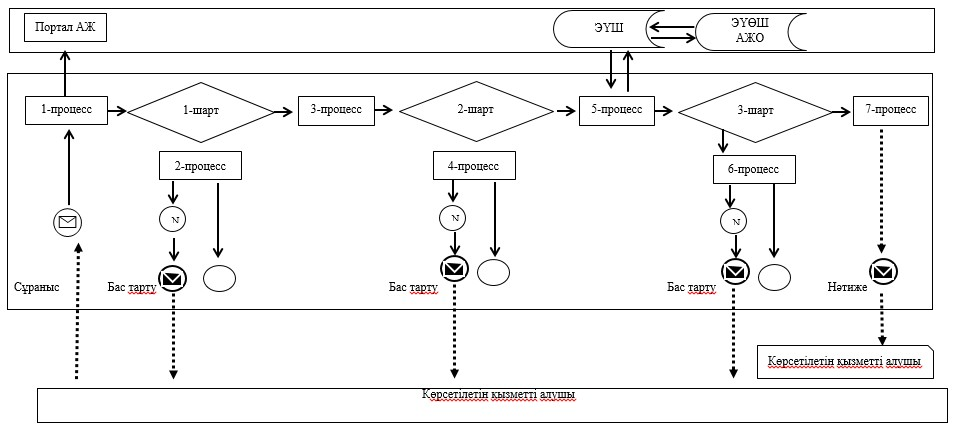 Портал АЖ
ЭҮШ
ЭҮӨШ
АЖО
1-процесс
1-шарт
3-процесс
2-шарт
5-процесс
3-шарт
7-процесс
2-процесс
4-процесс
6-процесс
N
N
N
Сұраныс
Бас тарту
Бас тарту
Бас тарту
Нәтиже
Көрсетілетін қызметті алушы
Көрсетілетін қызметті алушы